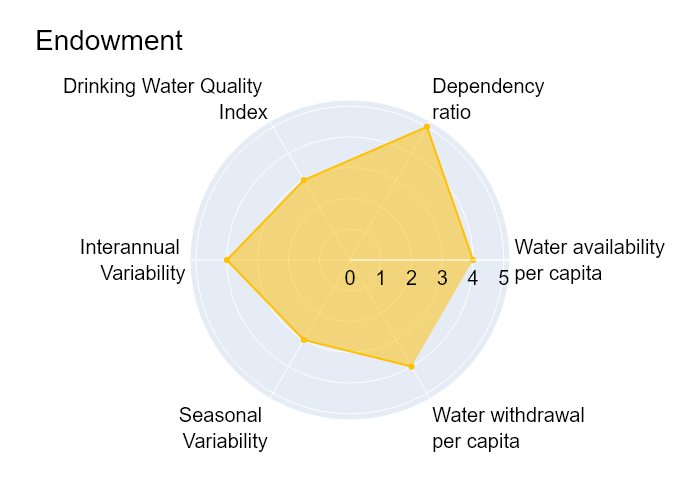 Endowment
Drinking Water Quality
Index
Dependency
ratio
Interannual
Variability
Water availability
per capita
0 1 2 3 4 5
Seasonal
Variability
Water withdrawal
per capita